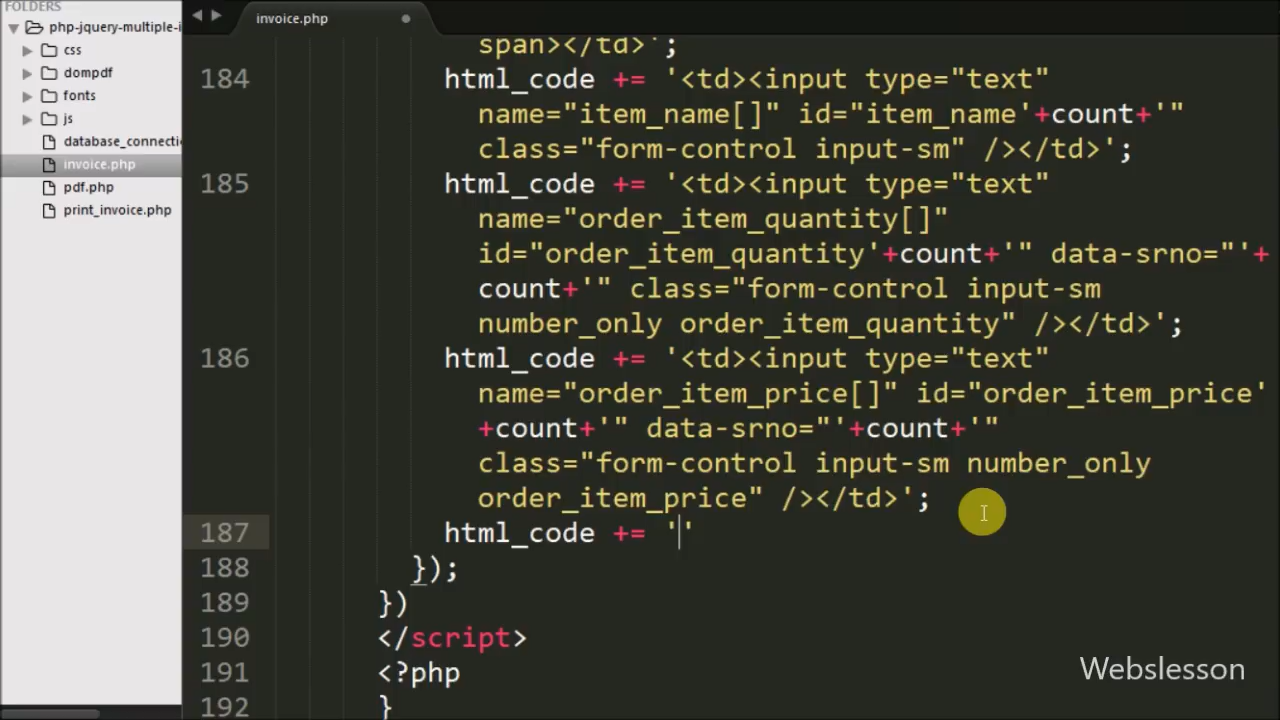 FOLDERS
php-jquery-multiple-i
css
dompdf
fonts
js
database_connecti
invoice.php
pdf.php
print_invoice.php
invoice.php
span></td>';
184 html_code += '<td><input type="text"
name="item_name[]" id="item_name'+count+'"
class="form-control input-sm" /></td>';
185 html_code += '<td><input type="text"
name="order_item_quantity[]"
id="order_item_quantity'+count+'" data-srno="'+
count+'" class="form-control input-sm
number_only order_item_quantity" /></td>';
186 html_code += '<td><input type="text"
name="order_item_price[]" id="order_item_price'
+count+'" data-srno="'+count+'"
class="form-control input-sm number_only
order_item_price" /></td>';
187 html_code += ''
188 });
189 })
190 </script>
191 <?php
192 }
Webslesson